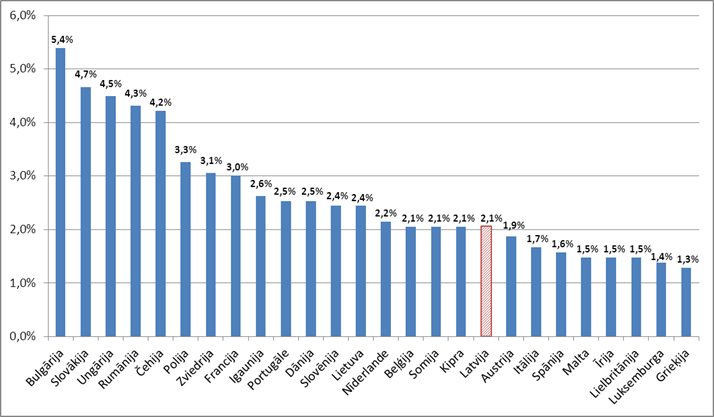 6,0%
5,0%
4,0%
3,0%
2,0%
1,0%
0,0%
5,4%
4,7%
4,5%
4,3%
4,2%
3,3%
3,1%
3,0%
2,6%
2,5%
2,5%
2,4%
2,4%
2,2%
2,1%
2,1%
2,1%
2,1%
1,9%
1,7%
1,6%
1,5%
1,5%
1,5%
1,4%
1,3%
Bulgārija
Slovākija
Ungārija
Rumānija
Čehija
Polija
Zviedrija
Francija
Igaunija
Portugāle
Dānija
Slovēnija
Lietuva
Nīderlande
Beļģija
Somija
Kipra
Latvija
Austrija
Itālija
Spānija
Malta
Īrija
Lielbritānija
Luksemburga
Grieķija